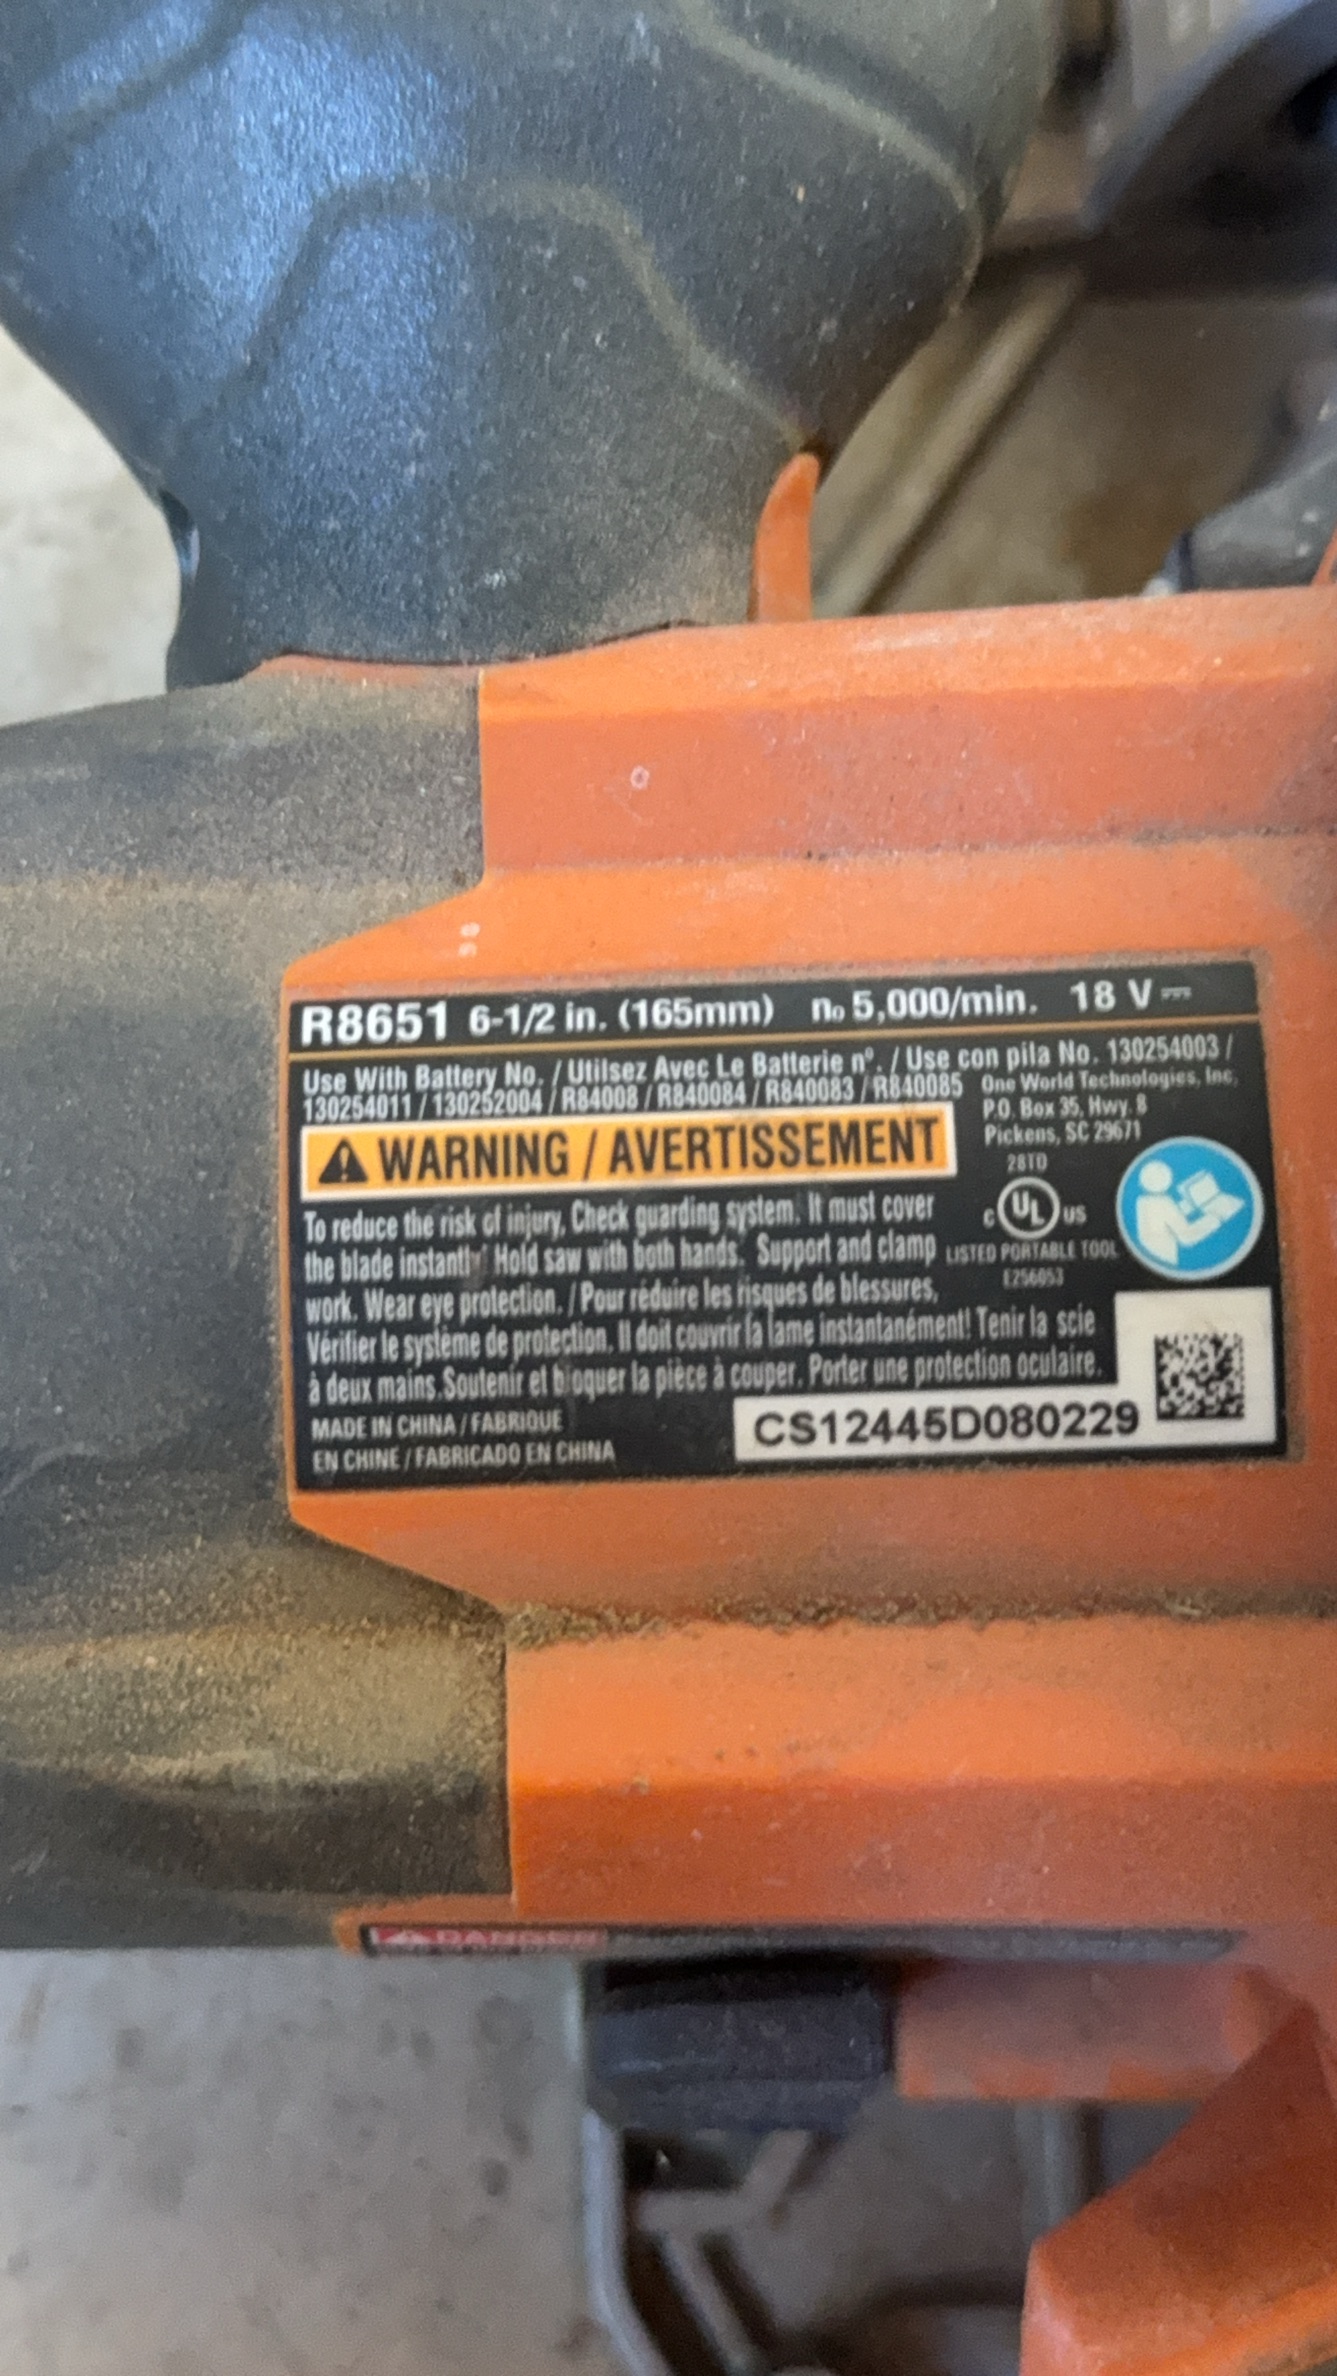 R8651 6-1/2 in. (165mm) no 5,000/min. 18 V
Use With Battery No. / Utilsez Avec Le Batterie nº. / Use con pila No. 130254003 /
130254011 / 130252004 / R84008 / R840084 / R840083 / R840085
One World Technologies, Inc.
P.O. Box 35, Hwy. 8
Pickens, SC 29671
WARNING / AVERTISSEMENT
28TD
C UL US
LISTED PORTABLE TOOL
E256053
To reduce the risk of injury, Check guarding system. It must cover
the blade instantly! Hold saw with both hands. Support and clamp
work. Wear eye protection. / Pour réduire les risques de blessures,
Vérifier le système de protection. Il doit couvrir la lame instantanément! Tenir la scie
à deux mains.Soutenir et bloquer la pièce à couper. Porter une protection oculaire.
MADE IN CHINA / FABRIQUE
EN CHINE / FABRICADO EN CHINA
CS12445D080229
DANGER